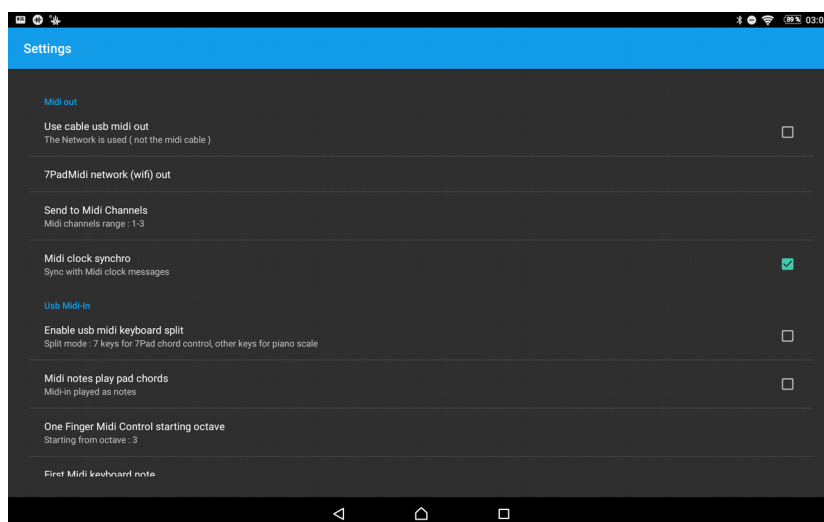 89 %
03:0
Settings
Midi out
Use cable usb midi out
The Network is used ( not the midi cable )
7PadMidi network (wifi) out
Send to Midi Channels
Midi channels range : 1-3
Midi clock synchro
Sync with Midi clock messages
Usb Midi-In
Enable usb midi keyboard split
Split mode : 7 keys for 7Pad chord control, other keys for piano scale
Midi notes play pad chords
Midi-in played as notes
One Finger Midi Control starting octave
Starting from octave : 3
First Midi keyboard note